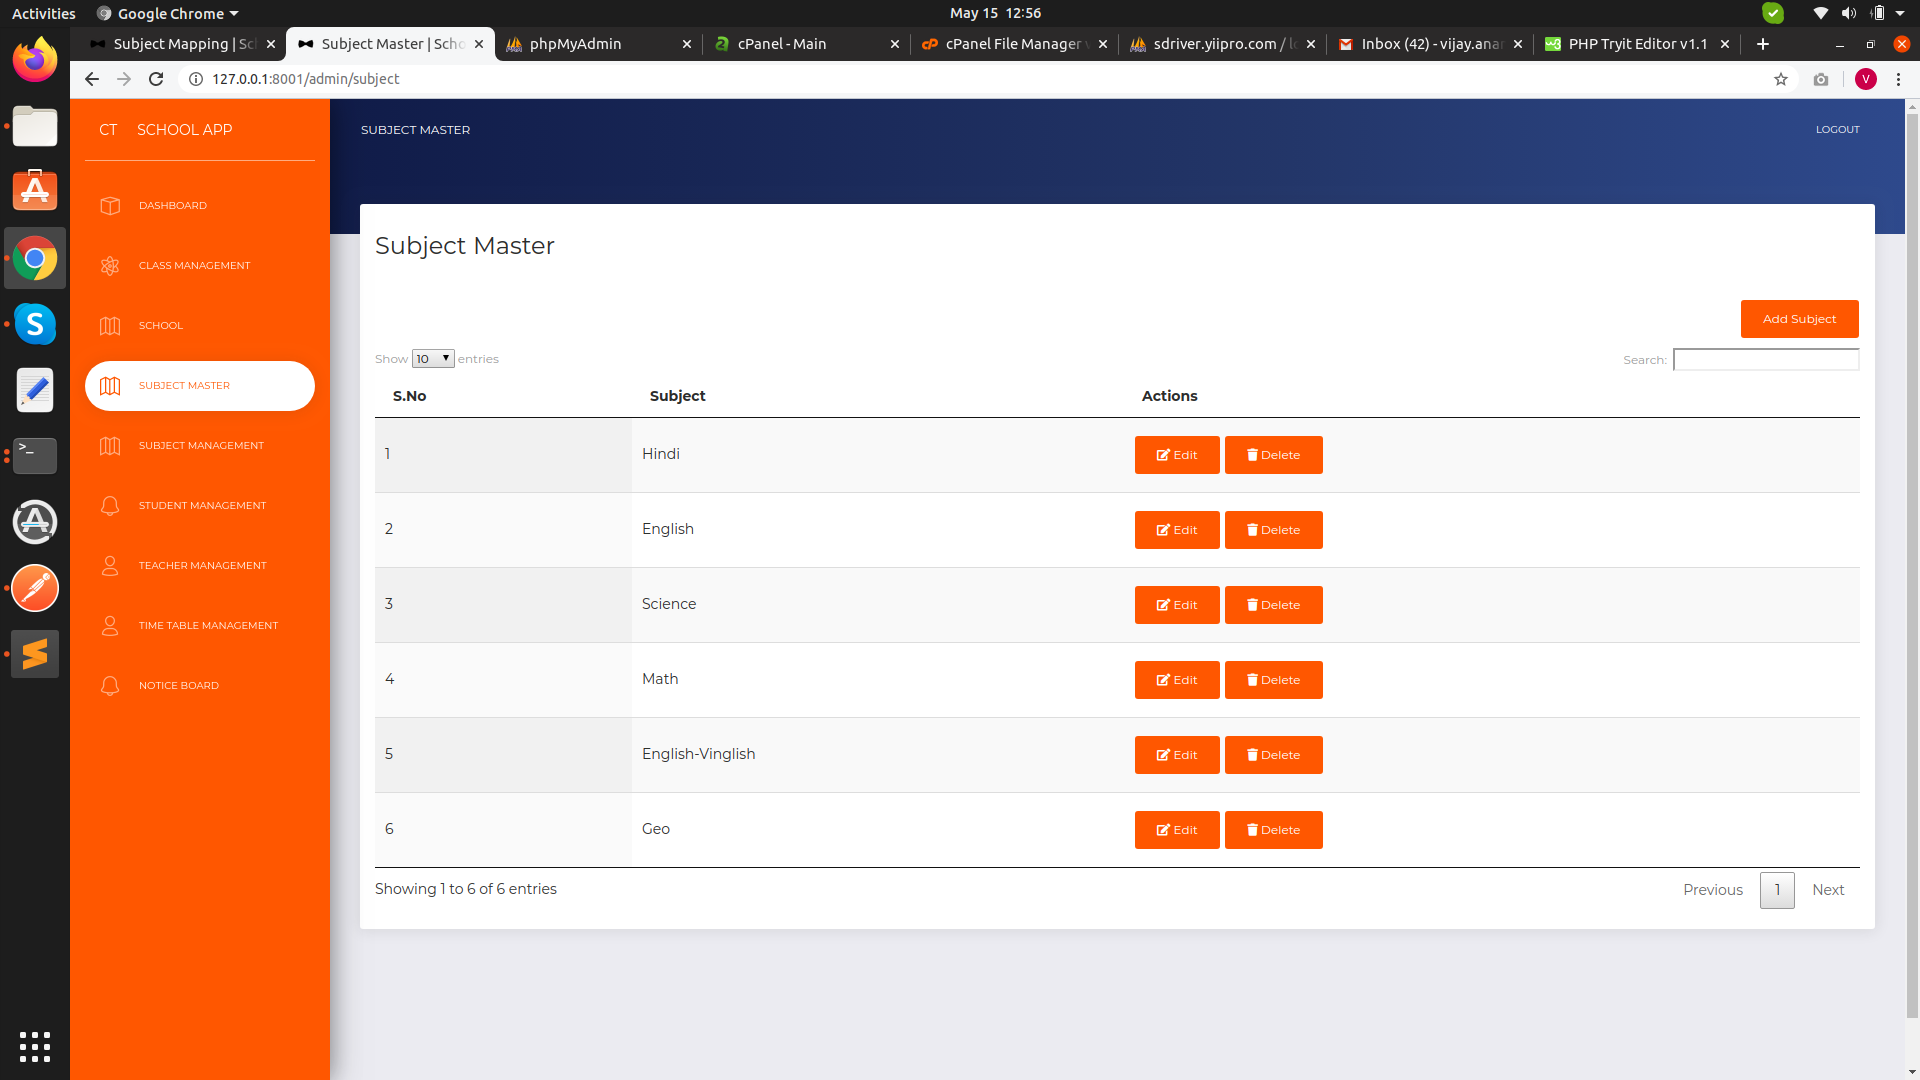 Activities Google Chrome May 15 12:56
Subject Mapping | Sc Subject Master | Scho phpMyAdmin cPanel - Main cPanel File Manager sdriver.yiipro.com / lo Inbox (42) - vijay.anan PHP Tryit Editor v1.1
127.0.0.1:8001/admin/subject V
CT SCHOOL APP
SUBJECT MASTER LOGOUT
DASHBOARD
CLASS MANAGEMENT
SCHOOL
SUBJECT MASTER
SUBJECT MANAGEMENT
STUDENT MANAGEMENT
TEACHER MANAGEMENT
TIME TABLE MANAGEMENT
NOTICE BOARD
Subject Master
Add Subject
Show 10 entries Search:
S.No Subject Actions
1 Hindi Edit Delete
2 English Edit Delete
3 Science Edit Delete
4 Math Edit Delete
5 English-Vinglish Edit Delete
6 Geo Edit Delete
Showing 1 to 6 of 6 entries Previous 1 Next